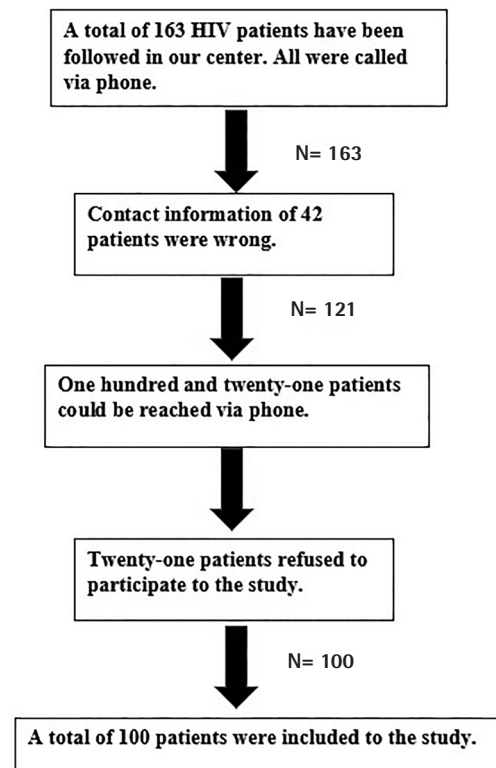 A total of 163 HIV patients have been
followed in our center. All were called
via phone.
N= 163
Contact information of 42
patients were wrong.
N= 121
One hundred and twenty-one patients
could be reached via phone.
Twenty-one patients refused to
participate to the study.
N= 100
A total of 100 patients were included to the study.